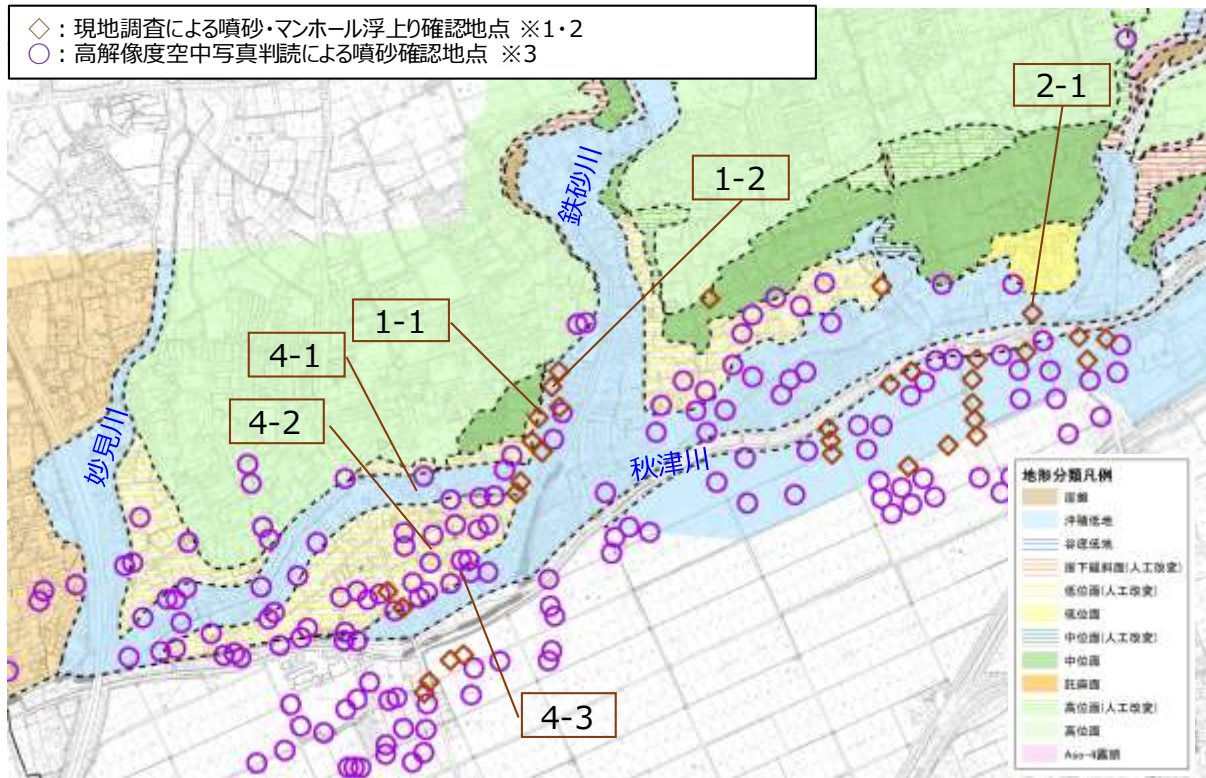 ◇：現地調査による噴砂・マンホール浮上り確認地点 ※1・2
○：高解像度空中写真判読による噴砂確認地点 ※3
2-1
鉄砂川
1-2
1-1
4-1
4-2
妙見川
秋津川
4-3
地形分類凡例
崖錐
沖積低地
谷底低地
崖下緩斜面(人工改変)
低位面(人工改変)
低位面
中位面(人工改変)
中位面
託麻面
高位面(人工改変)
高位面
Aso-4露頭